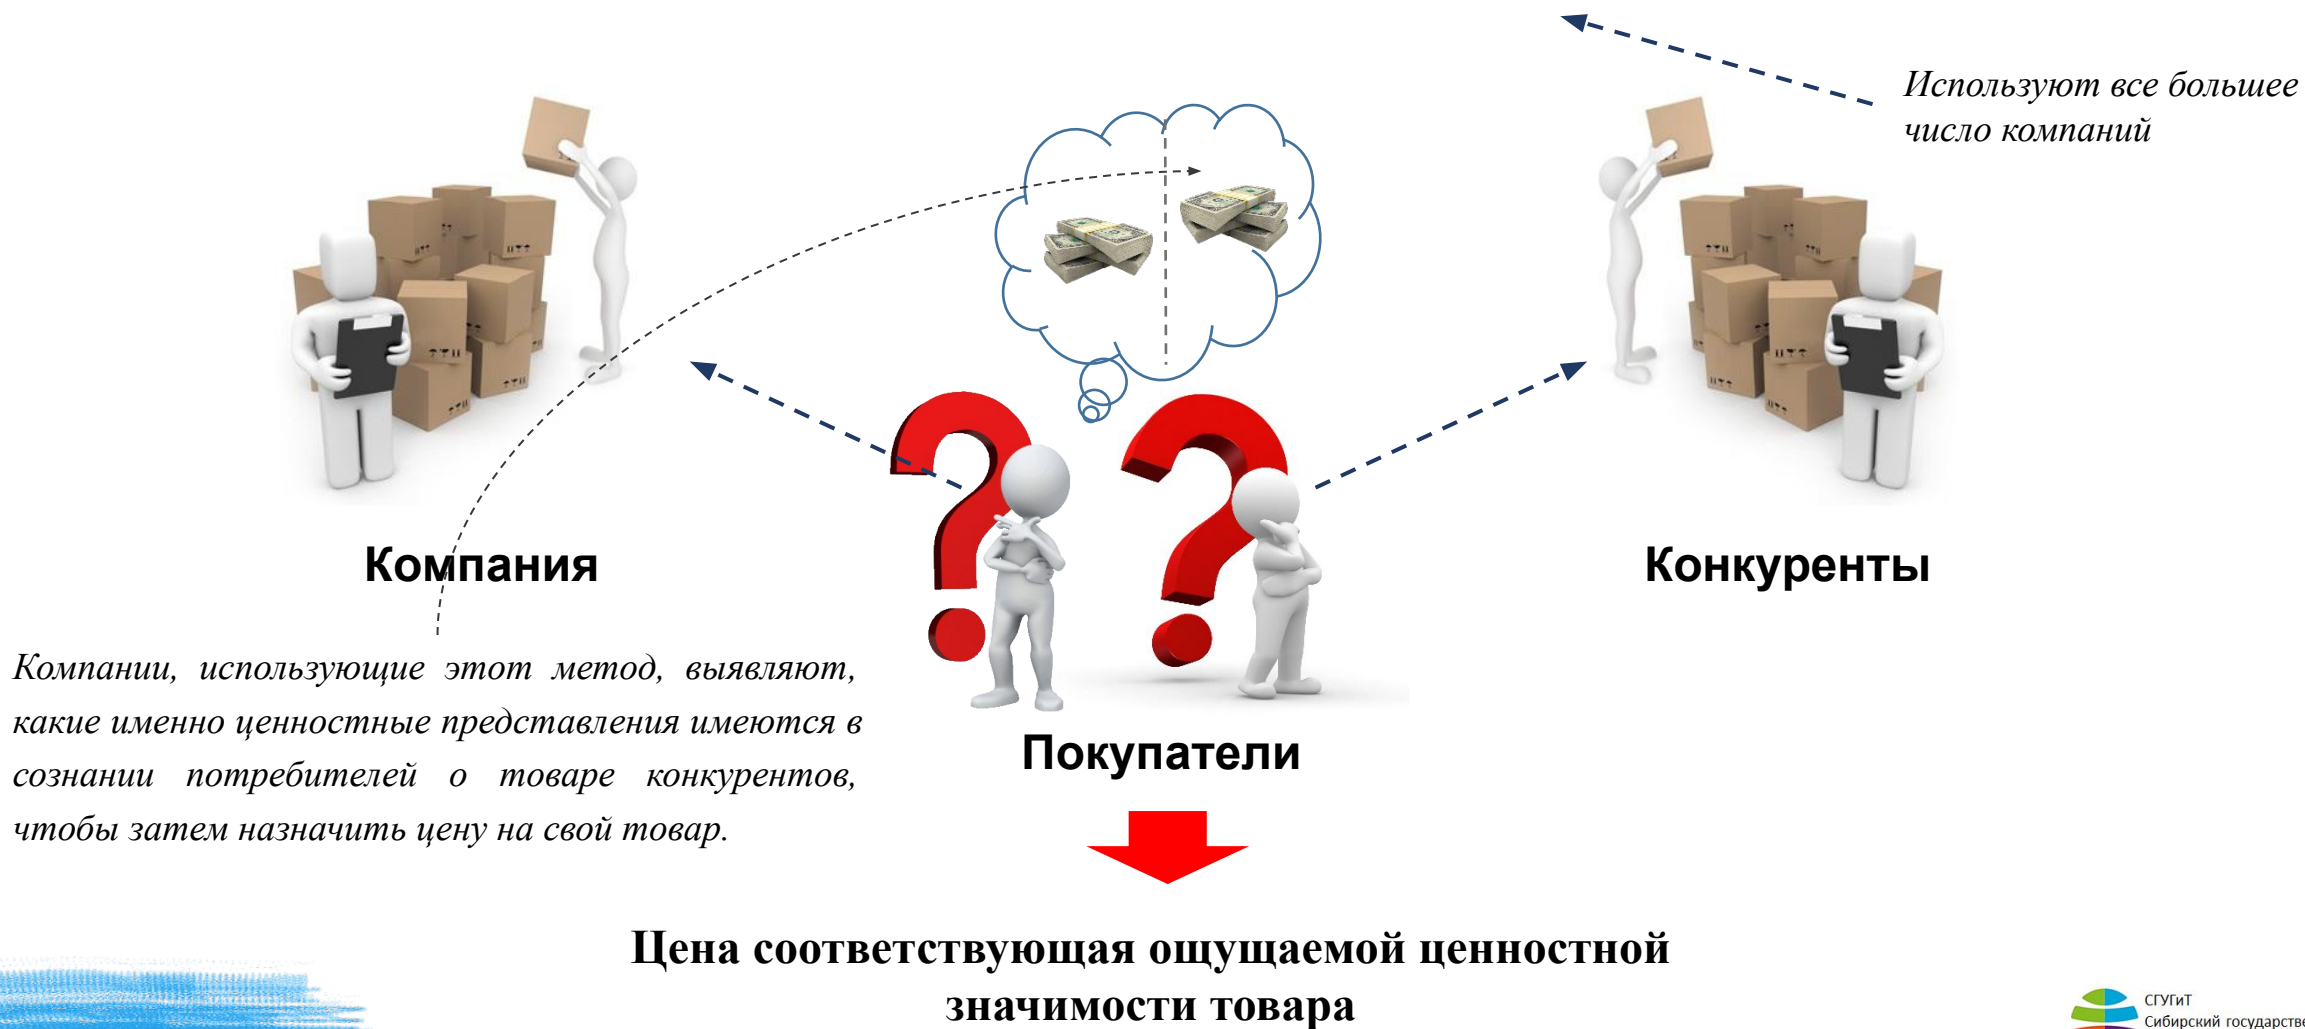 Используют все большее
число компаний
Компания
Конкуренты
Компании, использующие этот метод, выявляют,
какие именно ценностные представления имеются в
сознании потребителей о товаре конкурентов,
чтобы затем назначить цену на свой товар.
Покупатели
Цена соответствующая ощущаемой ценностной
значимости товара
СГУГиТ
Сибирский